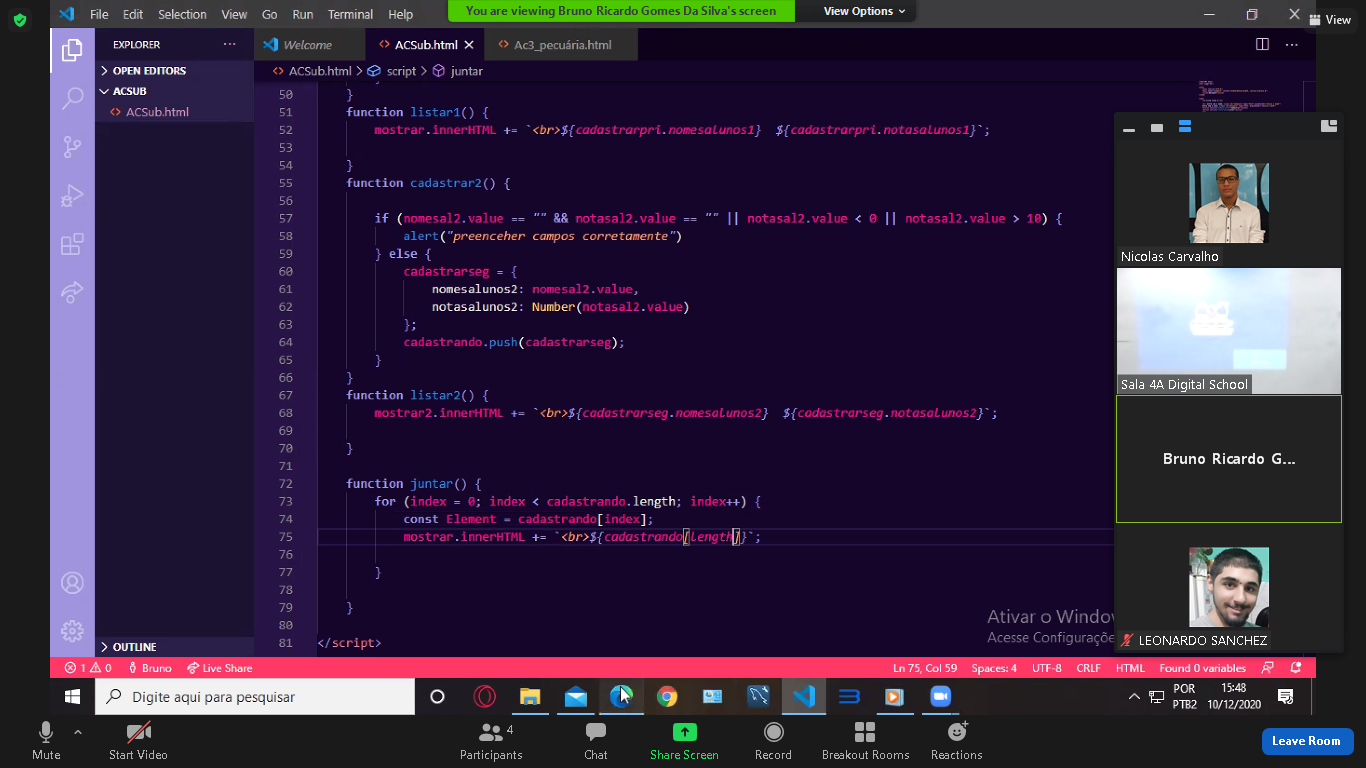 You are viewing Bruno Ricardo Gomes Da Silva's screen
View Options
View
File Edit Selection View Go Run Terminal Help
EXPLORER
Welcome
ACSub.html
Ac3_pecuária.html
OPEN EDITORS
ACSUB
ACSub.html
ACSub.html > script > juntar
50 }
51 function listar1() {
52 mostrar.innerHTML += `<br>${cadastrarpri.nomesalunos1}  ${cadastrarpri.notasalunos1}`;
53
54 }
55 function cadastrar2() {
56
57 if (nomesal2.value == "" && notasal2.value == "" || notasal2.value < 0 || notasal2.value > 10) {
58 alert("preenceher campos corretamente")
59 } else {
60 cadastrarseg = {
61 nomesalunos2: nomesal2.value,
62 notasalunos2: Number(notasal2.value)
63 };
64 cadastrando.push(cadastrarseg);
65 }
66 }
67 function listar2() {
68 mostrar2.innerHTML += `<br>${cadastrarseg.nomesalunos2}  ${cadastrarseg.notasalunos2}`;
69
70 }
71
72 function juntar() {
73 for (index = 0; index < cadastrando.length; index++) {
74 const Element = cadastrando[index];
75 mostrar.innerHTML += `<br>${cadastrando[length]}`;
76
77 }
78
79 }
80
81 </script>
OUTLINE
Nicolas Carvalho
Sala 4A Digital School
Bruno Ricardo G...
LEONARDO SANCHEZ
Ativar o Window
Acesse Configuraçõe
1 0 Bruno Live Share
Ln 75, Col 59 Spaces: 4 UTF-8 CRLF HTML Found 0 variables
Digite aqui para pesquisar
POR
PTB2
15:48
10/12/2020
Mute
Start Video
Participants
4
Chat
Share Screen
Record
Breakout Rooms
Reactions
Leave Room